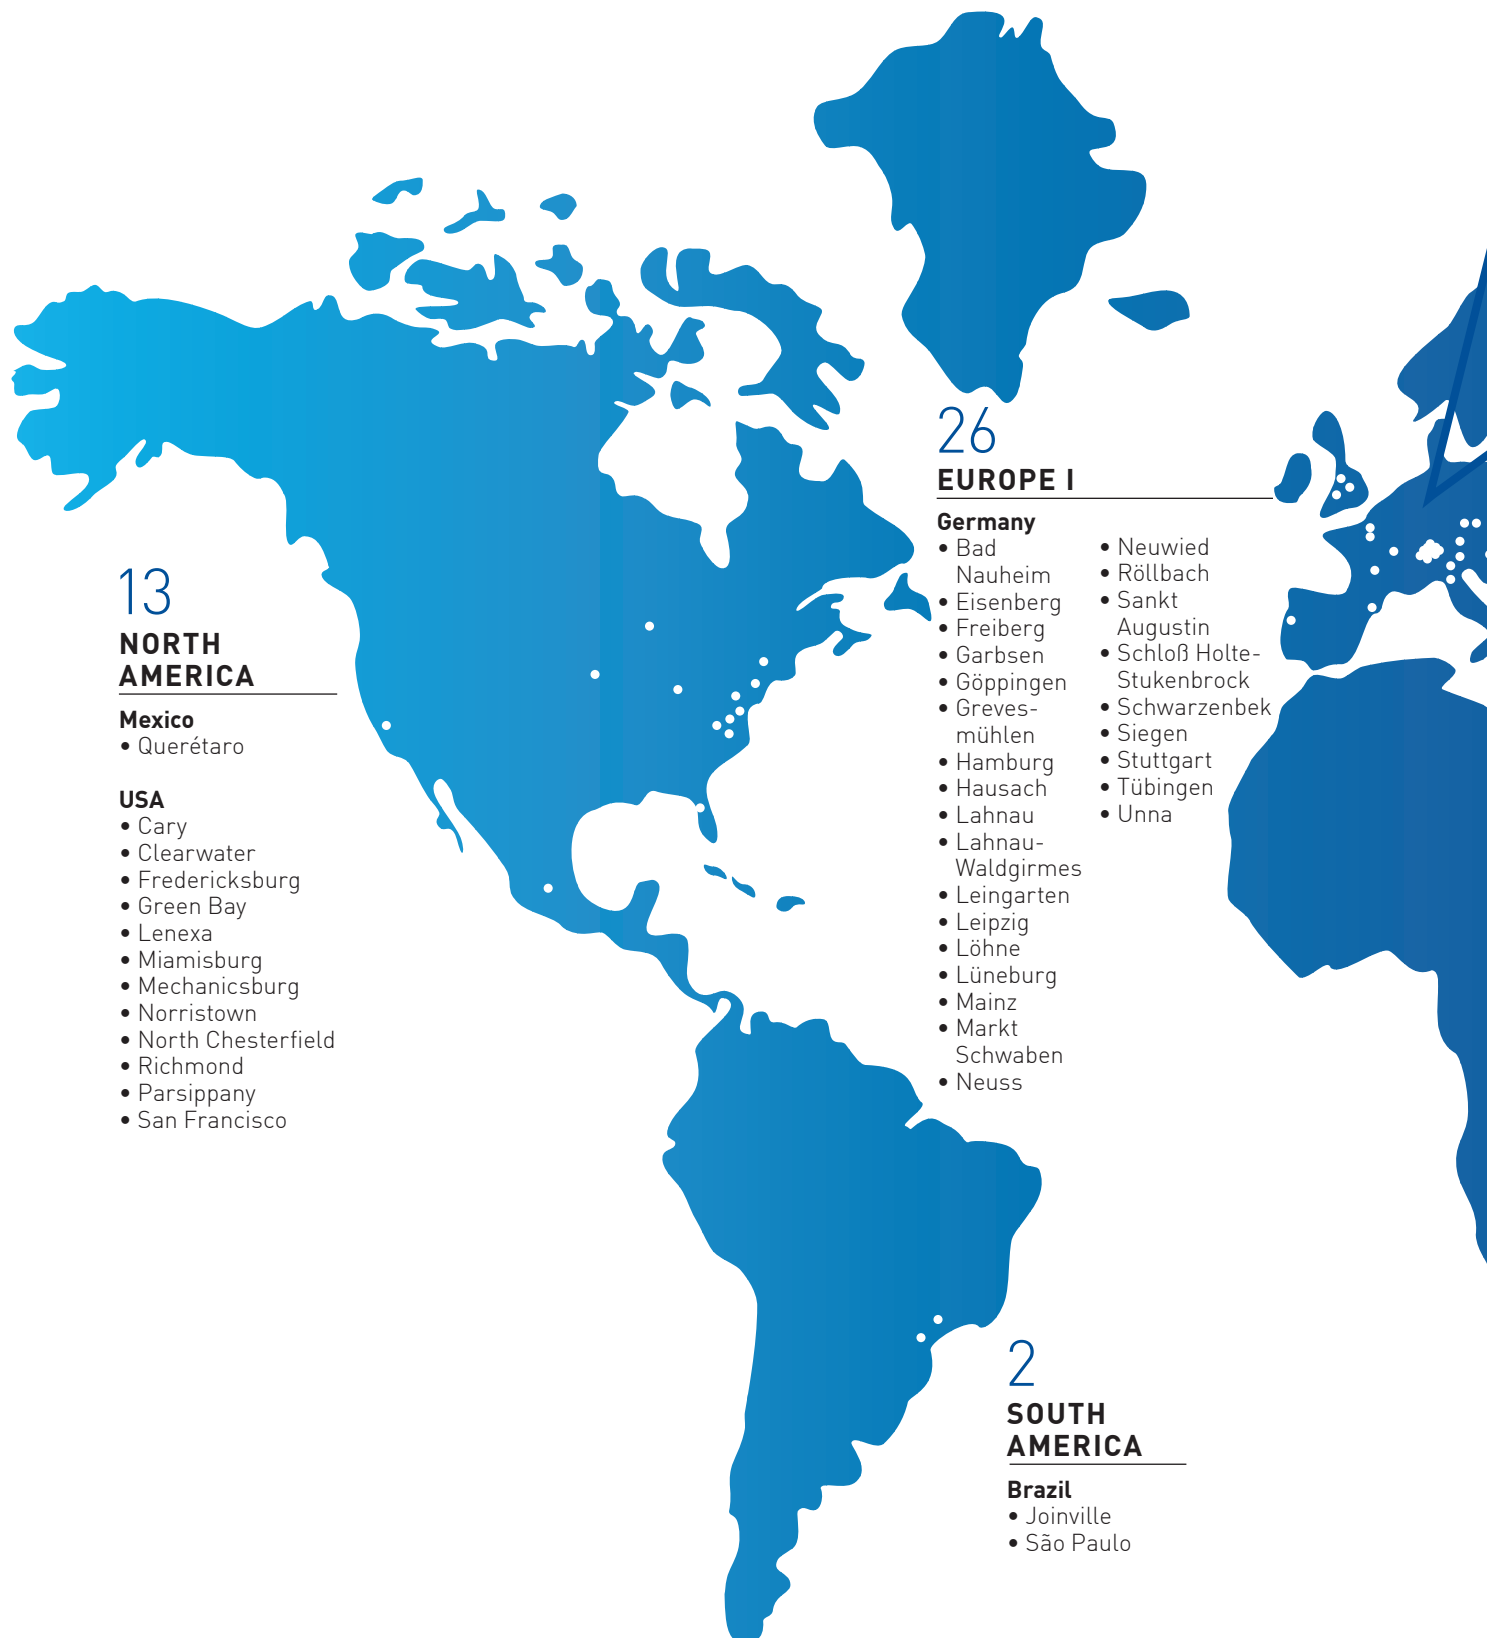 13
NORTH
AMERICA
Mexico
• Querétaro
USA
• Cary
• Clearwater
• Fredericksburg
• Green Bay
• Lenexa
• Miamisburg
• Mechanicsburg
• Norristown
• North Chesterfield
• Richmond
• Parsippany
• San Francisco
26
EUROPE I
Germany
• Bad
Nauheim
• Eisenberg
• Freiberg
• Garbsen
• Göppingen
• Greves-
mühlen
• Hamburg
• Hausach
• Lahnau
• Lahnau-
Waldgirmes
• Leingarten
• Leipzig
• Löhne
• Lüneburg
• Mainz
• Markt
Schwaben
• Neuss
• Neuwied
• Röllbach
• Sankt
Augustin
• Schloß Holte-
Stukenbrock
• Schwarzenbek
• Siegen
• Stuttgart
• Tübingen
• Unna
2
SOUTH
AMERICA
Brazil
• Joinville
• São Paulo